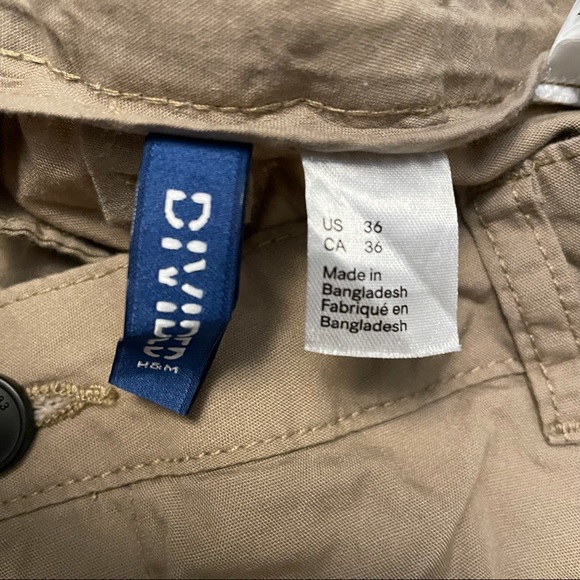 DIVIDED
H&M
US 36
CA 36
Made in
Bangladesh
Fabriqué en
Bangladesh